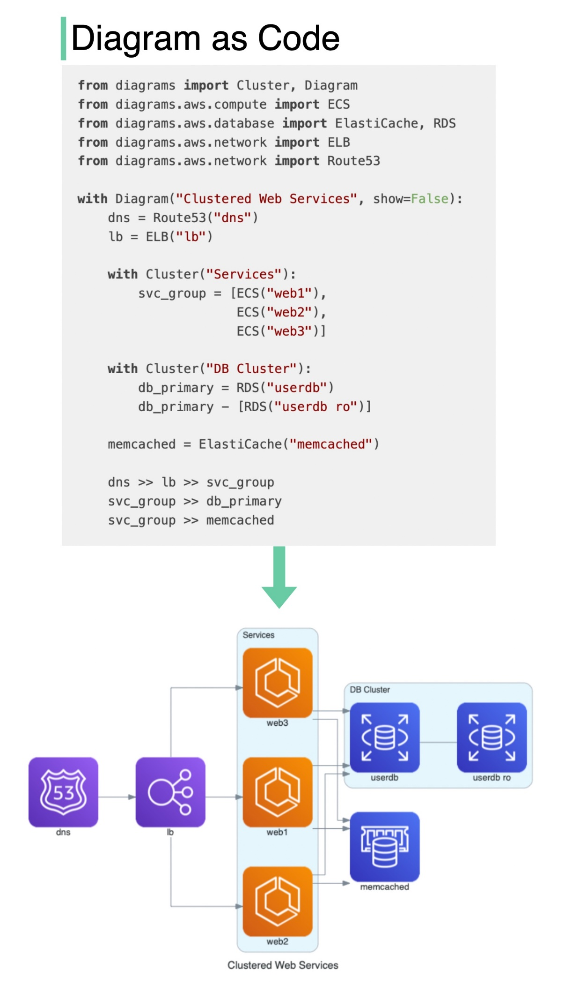 Diagram as Code
from diagrams import Cluster, Diagram
from diagrams.aws.compute import ECS
from diagrams.aws.database import ElastiCache, RDS
from diagrams.aws.network import ELB
from diagrams.aws.network import Route53
with Diagram("Clustered Web Services", show=False):
    dns = Route53("dns")
    lb = ELB("lb")
    with Cluster("Services"):
        svc_group = [ECS("web1"),
                     ECS("web2"),
                     ECS("web3")]
    with Cluster("DB Cluster"):
        db_primary = RDS("userdb")
        db_primary - [RDS("userdb ro")]
    memcached = ElastiCache("memcached")
    dns >> lb >> svc_group
    svc_group >> db_primary
    svc_group >> memcached
Services
web3
DB Cluster
userdb
userdb ro
53
dns
lb
web1
memcached
web2
Clustered Web Services